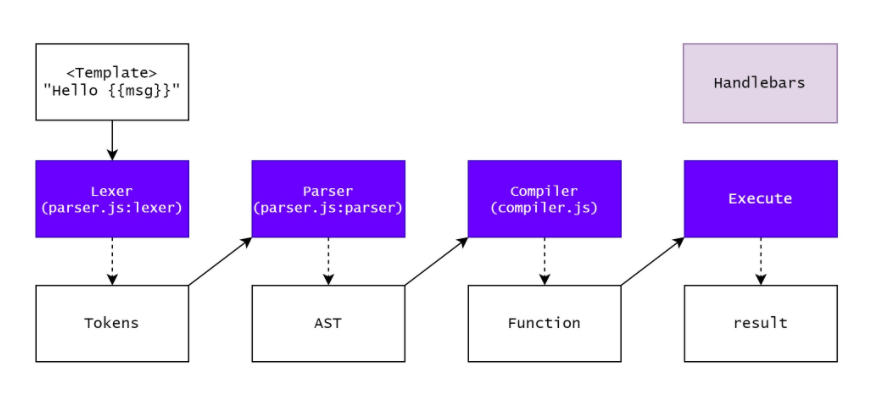 <Template>
"Hello {{msg}}"
Handlebars
Lexer
(parser.js:lexer)
Parser
(parser.js:parser)
Compiler
(compiler.js)
Execute
Tokens
AST
Function
result